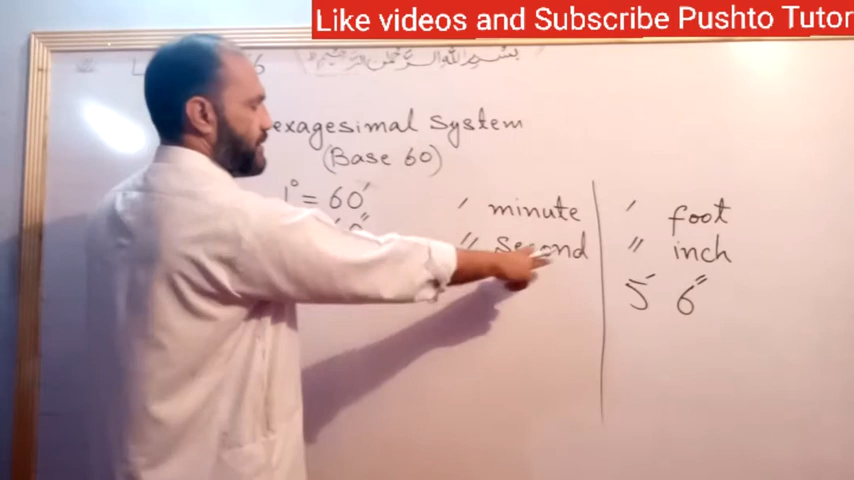 Like videos and Subscribe Pushto Tutor
بسم الله الرحمن الرحيم
exagesimal System
(Base 60)
1° = 60′
′ minute
″ Second
′ foot
″ inch
5′ 6″